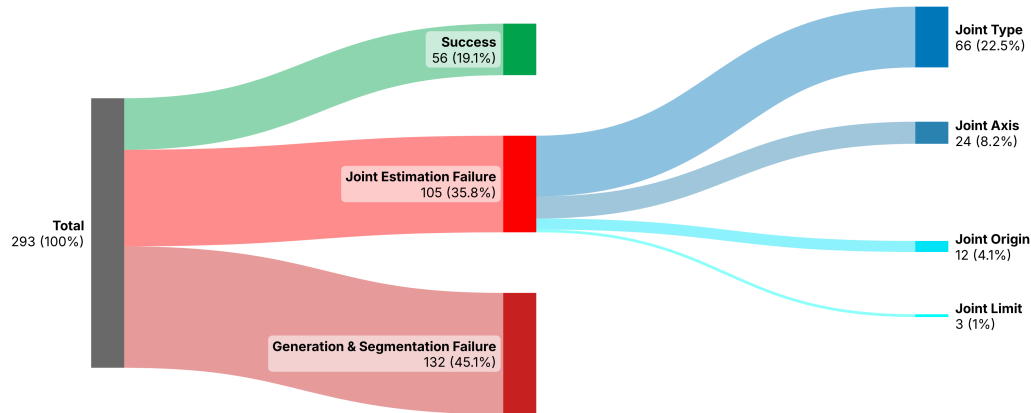 Total
293 (100%)
Success
56 (19.1%)
Joint Estimation Failure
105 (35.8%)
Generation & Segmentation Failure
132 (45.1%)
Joint Type
66 (22.5%)
Joint Axis
24 (8.2%)
Joint Origin
12 (4.1%)
Joint Limit
3 (1%)